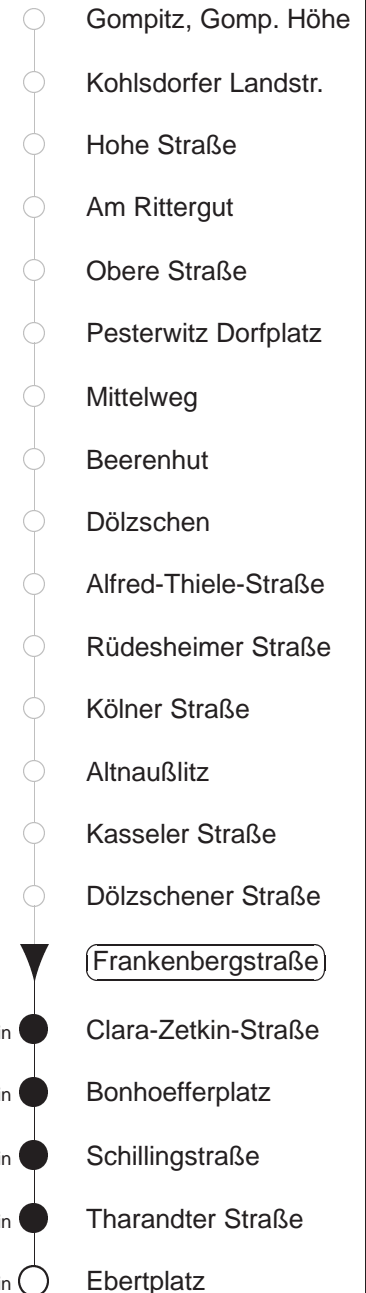 Gompitz, Gomp. Höhe
Kohlsdorfer Landstr.
Hohe Straße
Am Rittergut
Obere Straße
Pesterwitz Dorfplatz
Mittelweg
Beerenhut
Dölzschen
Alfred-Thiele-Straße
Rüdesheimer Straße
Kölner Straße
Altnaußlitz
Kasseler Straße
Dölzschener Straße
Frankenbergstraße
Clara-Zetkin-Straße
Bonhoefferplatz
Schillingstraße
Tharandter Straße
Ebertplatz